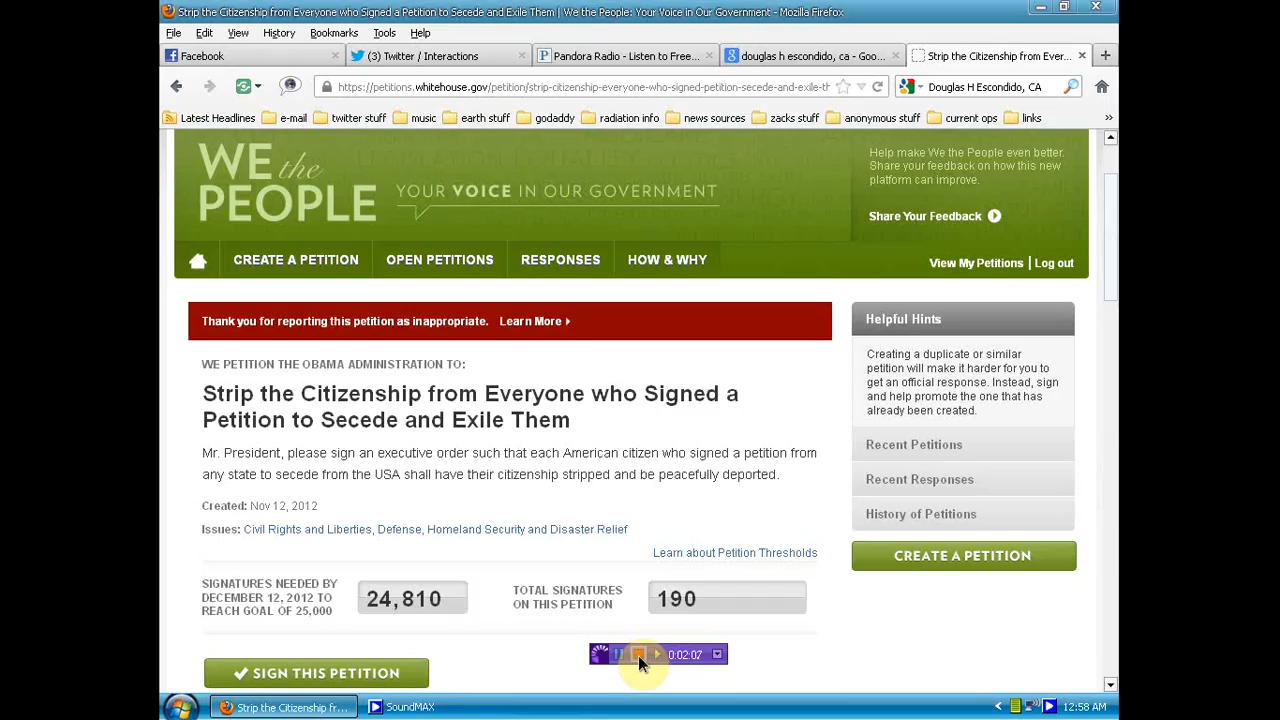 Strip the Citizenship from Everyone who Signed a Petition to Secede and Exile Them | We the People: Your Voice in Our Government - Mozilla Firefox
File Edit View History Bookmarks Tools Help
Facebook (3) Twitter / Interactions Pandora Radio - Listen to Free... douglas h escondido, ca - Goo... Strip the Citizenship from Ever...
https://petitions.whitehouse.gov/petition/strip-citizenship-everyone-who-signed-petition-secede-and-exile-th Douglas H Escondido, CA
Latest Headlines e-mail twitter stuff music earth stuff godaddy radiation info news sources zacks stuff anonymous stuff current ops links »
WE the
PEOPLE
YOUR VOICE IN OUR GOVERNMENT
Help make We the People even better.
Share your feedback on how this new
platform can improve.
Share Your Feedback
CREATE A PETITION OPEN PETITIONS RESPONSES HOW & WHY
View My Petitions | Log out
Thank you for reporting this petition as inappropriate. Learn More
WE PETITION THE OBAMA ADMINISTRATION TO:
Strip the Citizenship from Everyone who Signed a
Petition to Secede and Exile Them
Mr. President, please sign an executive order such that each American citizen who signed a petition from
any state to secede from the USA shall have their citizenship stripped and be peacefully deported.
Created: Nov 12, 2012
Issues: Civil Rights and Liberties, Defense, Homeland Security and Disaster Relief
Learn about Petition Thresholds
SIGNATURES NEEDED BY
DECEMBER 12, 2012 TO
REACH GOAL OF 25,000
24,810
TOTAL SIGNATURES
ON THIS PETITION
190
SIGN THIS PETITION
Helpful Hints
Creating a duplicate or similar
petition will make it harder for you to
get an official response. Instead, sign
and help promote the one that has
already been created.
Recent Petitions
Recent Responses
History of Petitions
CREATE A PETITION
0:02:07
Strip the Citizenship fr... SoundMAX 12:58 AM